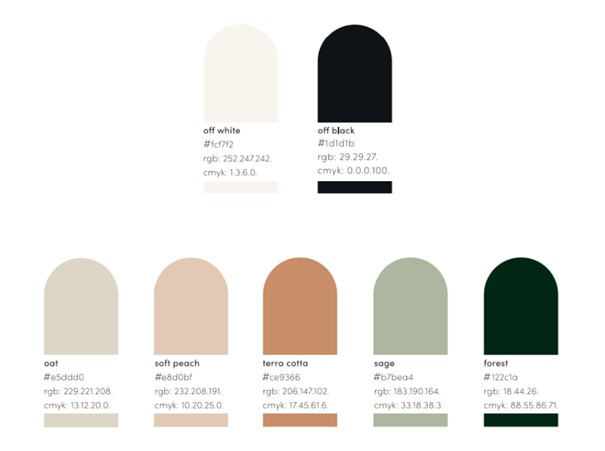 off white
#fcf7f2
rgb: 252.247.242.
cmyk: 1.3.6.0.
off black
#1d1d1b
rgb: 29.29.27.
cmyk: 0.0.0.100.
oat
#e5ddd0
rgb: 229.221.208.
cmyk: 13.12.20.0.
soft peach
#e8d0bf
rgb: 232.208.191.
cmyk: 10.20.25.0.
terra cotta
#ce9366
rgb: 206.147.102.
cmyk: 17.45.61.6.
sage
#b7bea4
rgb: 183.190.164.
cmyk: 33.18.38.3.
forest
#122c1a
rgb: 18.44.26.
cmyk: 88.55.86.71.